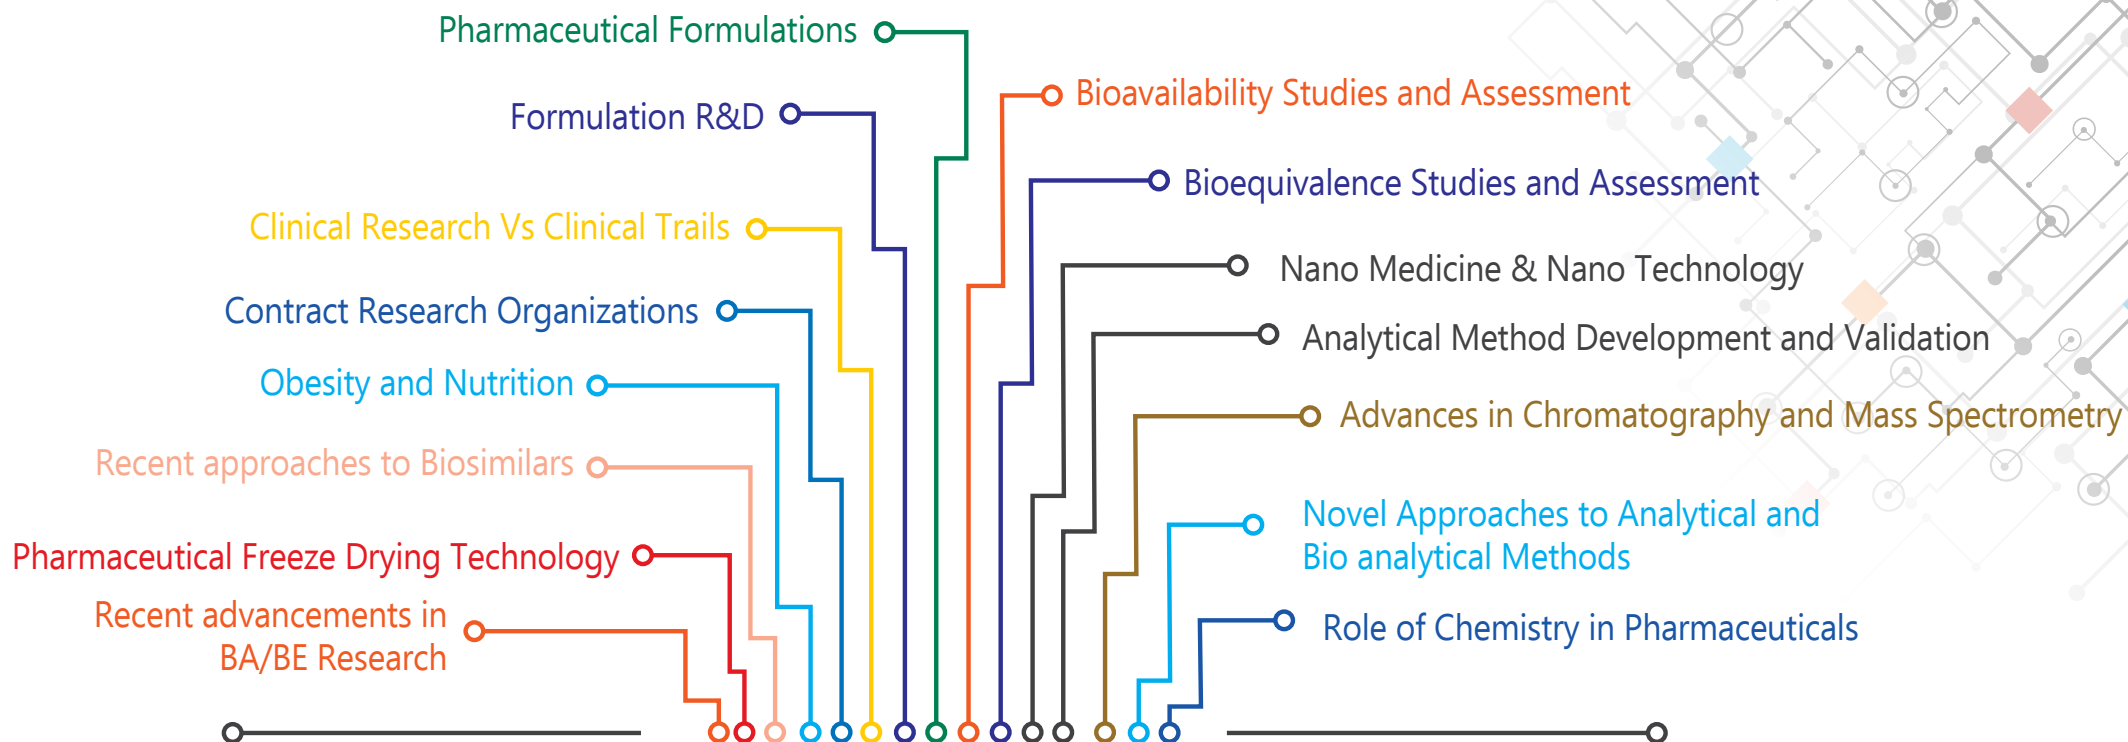 Pharmaceutical Formulations
Formulation R&D
Clinical Research Vs Clinical Trails
Contract Research Organizations
Obesity and Nutrition
Recent approaches to Biosimilars
Pharmaceutical Freeze Drying Technology
Recent advancements in
BA/BE Research
Bioavailability Studies and Assessment
Bioequivalence Studies and Assessment
Nano Medicine & Nano Technology
Analytical Method Development and Validation
Advances in Chromatography and Mass Spectrometry
Novel Approaches to Analytical and
Bio analytical Methods
Role of Chemistry in Pharmaceuticals